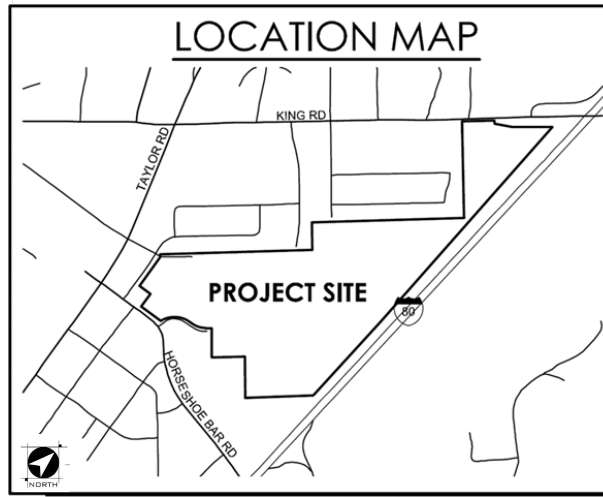 LOCATION MAP
KING RD
TAYLOR RD
PROJECT SITE
80
HORSESHOE BAR RD
NORTH